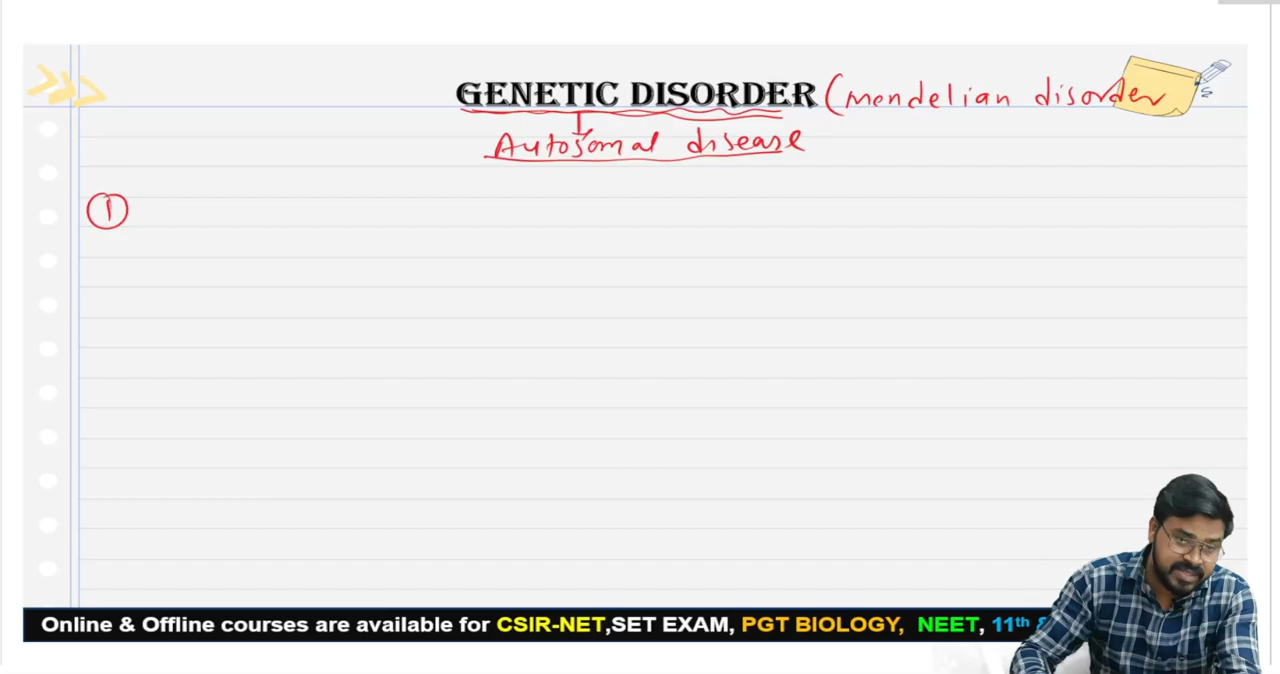 GENETIC DISORDER (Mendelian disorder
Autosomal disease
①
Online & Offline courses are available for CSIR-NET,SET EXAM, PGT BIOLOGY, NEET, 11th